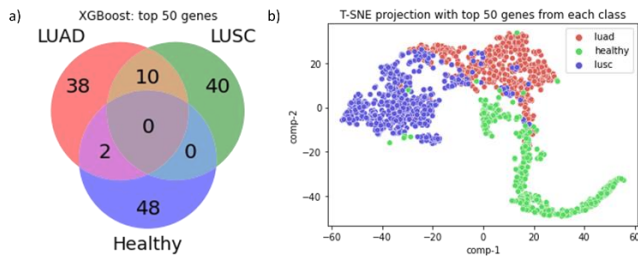 a)
XGBoost: top 50 genes
LUAD
LUSC
38
10
40
0
2
0
48
Healthy
b)
T-SNE projection with top 50 genes from each class
luad
healthy
lusc
comp-2
20
0
−20
−40
−60
−40
−20
0
20
40
60
comp-1